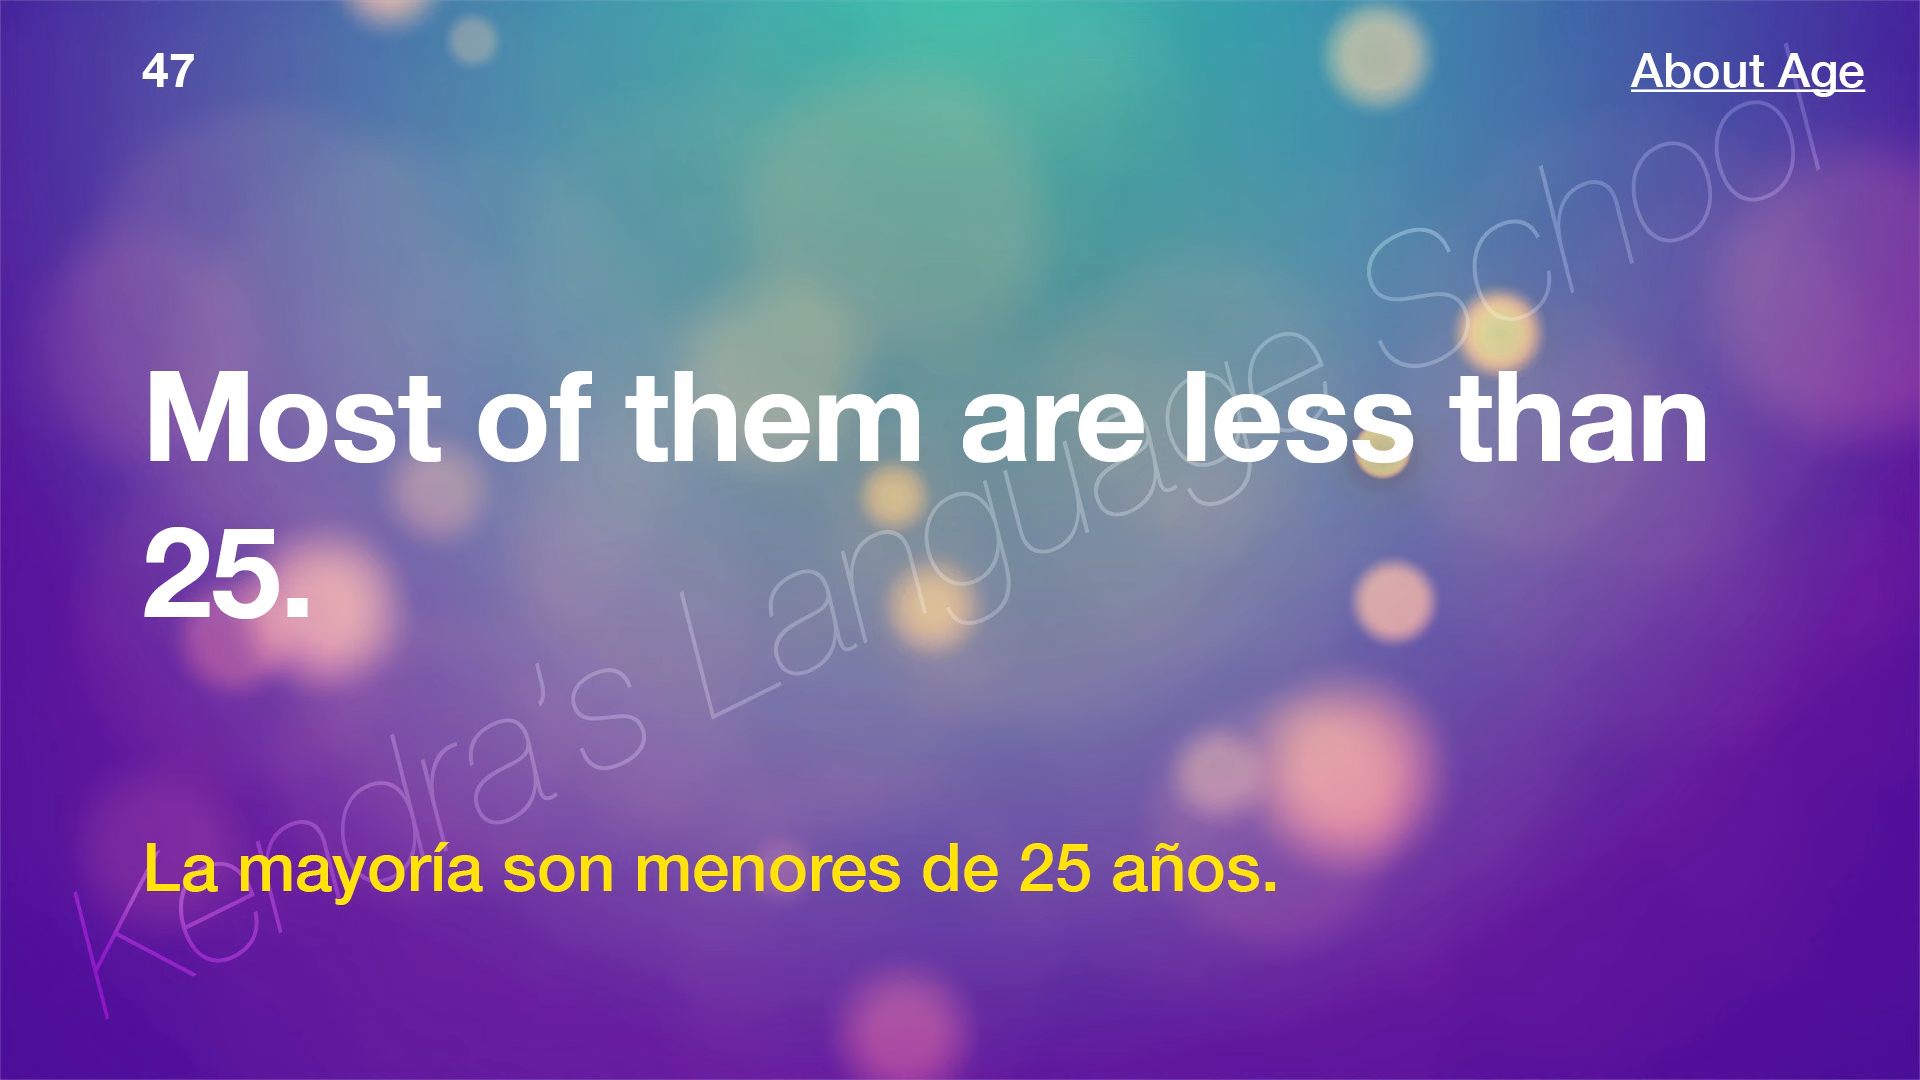 47
About Age
Most of them are less than
25.
La mayoría son menores de 25 años.
Kendra’s Language School